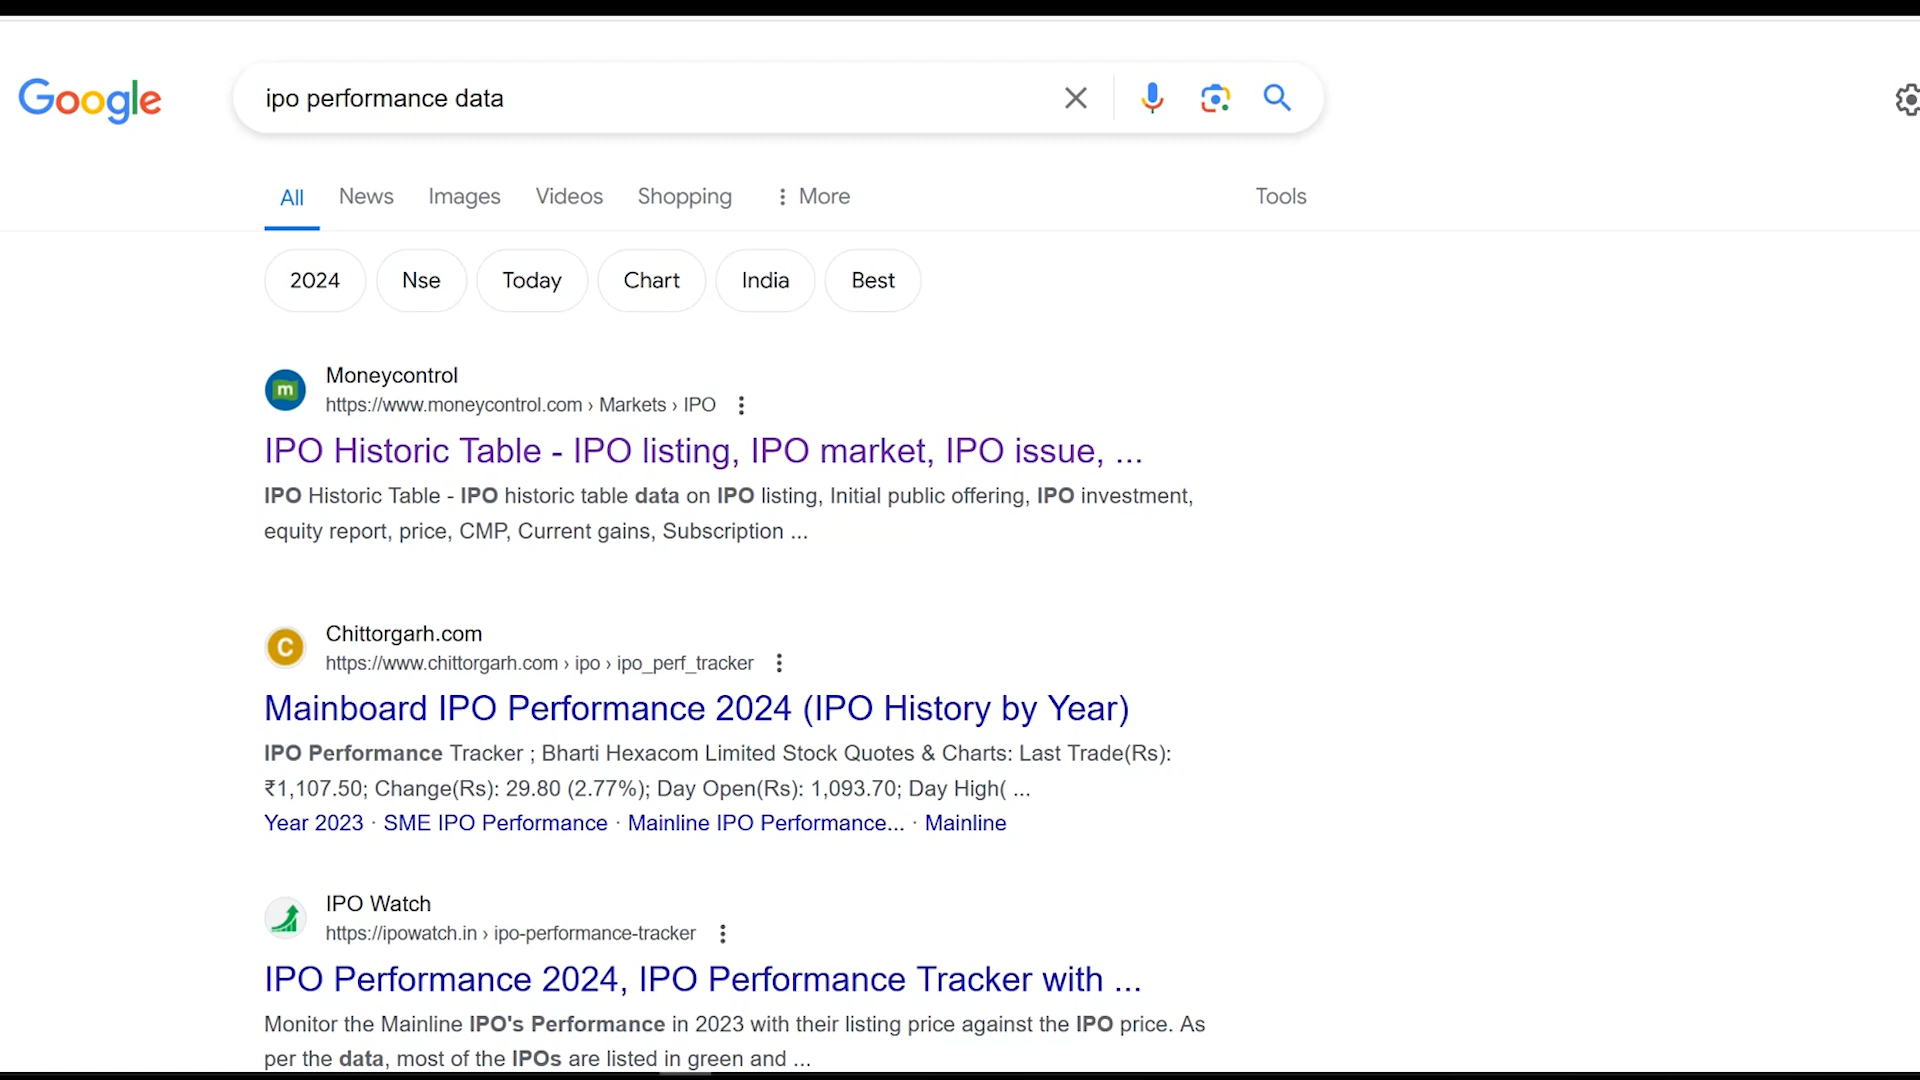 Google
ipo performance data
All News Images Videos Shopping More Tools
2024 Nse Today Chart India Best
m
Moneycontrol
https://www.moneycontrol.com › Markets › IPO
IPO Historic Table - IPO listing, IPO market, IPO issue, ...
IPO Historic Table - IPO historic table data on IPO listing, Initial public offering, IPO investment,
equity report, price, CMP, Current gains, Subscription ...
C
Chittorgarh.com
https://www.chittorgarh.com › ipo › ipo_perf_tracker
Mainboard IPO Performance 2024 (IPO History by Year)
IPO Performance Tracker ; Bharti Hexacom Limited Stock Quotes & Charts: Last Trade(Rs):
₹1,107.50; Change(Rs): 29.80 (2.77%); Day Open(Rs): 1,093.70; Day High( ...
Year 2023 · SME IPO Performance · Mainline IPO Performance... · Mainline
IPO Watch
https://ipowatch.in › ipo-performance-tracker
IPO Performance 2024, IPO Performance Tracker with ...
Monitor the Mainline IPO's Performance in 2023 with their listing price against the IPO price. As
per the data, most of the IPOs are listed in green and ...